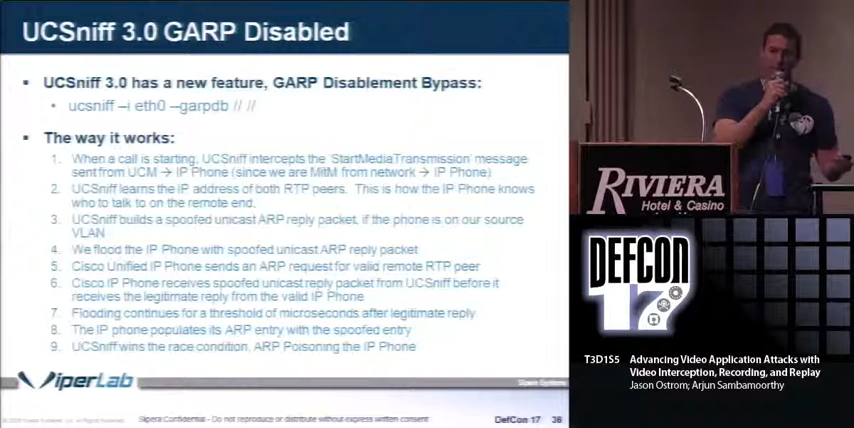 UCSniff 3.0 GARP Disabled
UCSniff 3.0 has a new feature, GARP Disablement Bypass:
ucsniff –i eth0 –garpdb // //
The way it works:
1. When a call is starting, UCSniff intercepts the 'StartMediaTransmission' message
sent from UCM → IP Phone (since we are MitM from network → IP Phone)
2. UCSniff learns the IP address of both RTP peers. This is how the IP Phone knows
who to talk to on the remote end.
3. UCSniff builds a spoofed unicast ARP reply packet, if the phone is on our source
VLAN
4. We flood the IP Phone with spoofed unicast ARP reply packet
5. Cisco Unified IP Phone sends an ARP request for valid remote RTP peer
6. Cisco IP Phone receives spoofed unicast reply packet from UCSniff before it
receives the legitimate reply from the valid IP Phone
7. Flooding continues for a threshold of microseconds after legitimate reply
8. The IP phone populates its ARP entry with the spoofed entry
9. UCSniff wins the race condition. ARP Poisoning the IP Phone
ViperLab
Sipera Systems
Sipera Confidential - Do not reproduce or distribute without express written consent
DefCon 17 36
RIVIERA
Hotel & Casino
DEFCON
17
T3D1S5 Advancing Video Application Attacks with
Video Interception, Recording, and Replay
Jason Ostrom; Arjun Sambamoorthy